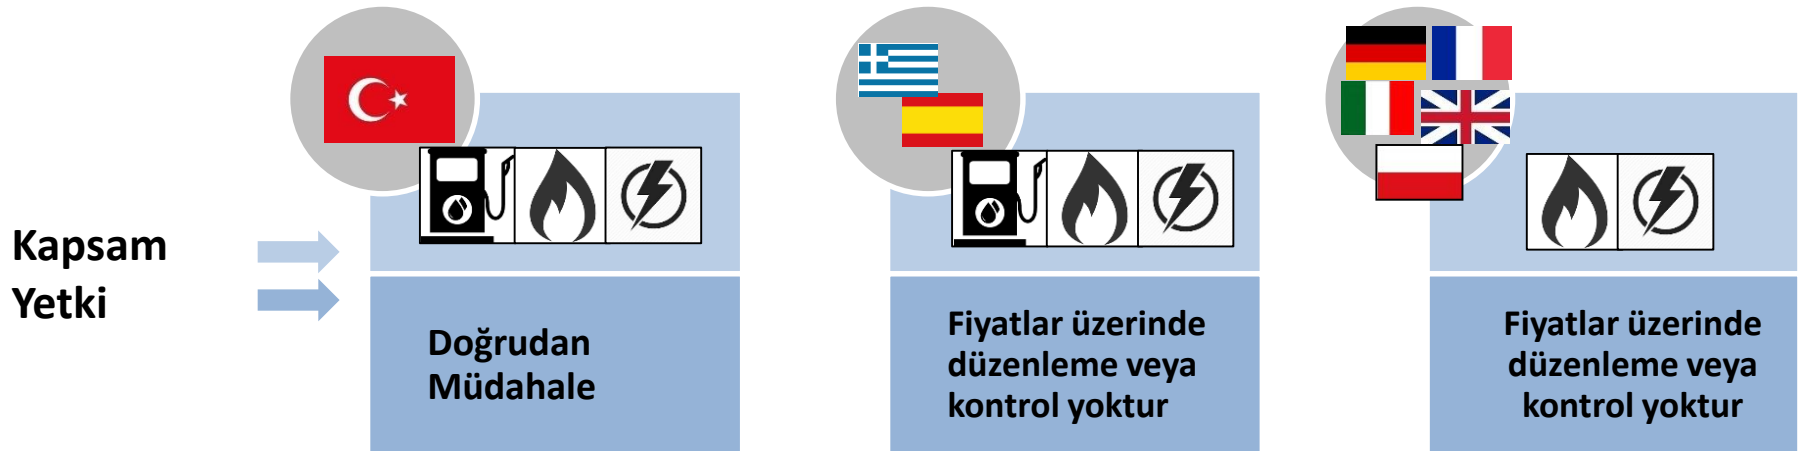 Kapsam
Yetki
Doğrudan
Müdahale
Fiyatlar üzerinde
düzenleme veya
kontrol yoktur
Fiyatlar üzerinde
düzenleme veya
kontrol yoktur